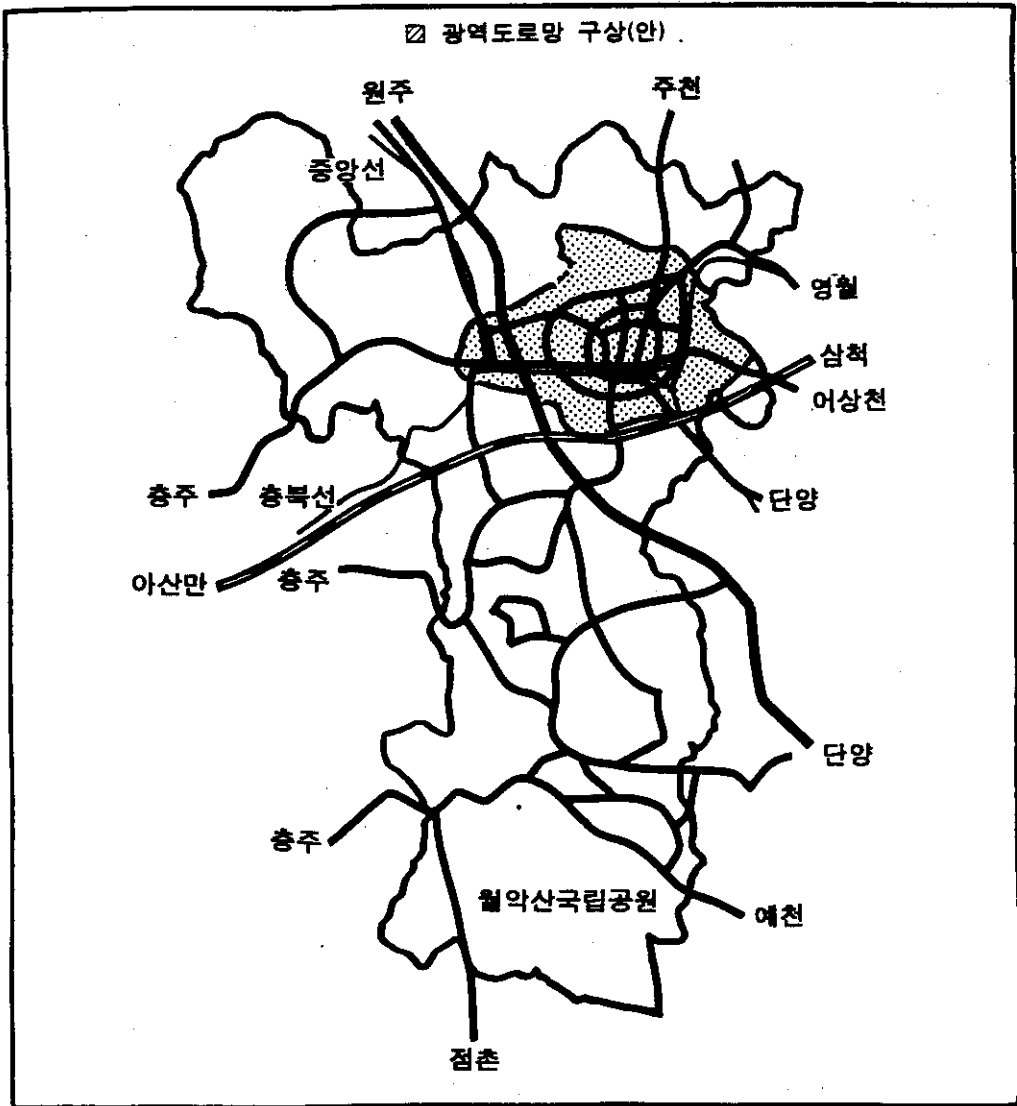 ▨ 광역도로망 구상(안)
원주
주천
중앙선
영월
삼척
어상천
충주
충북선
단양
아산만
충주
단양
충주
월악산국립공원
예천
점촌